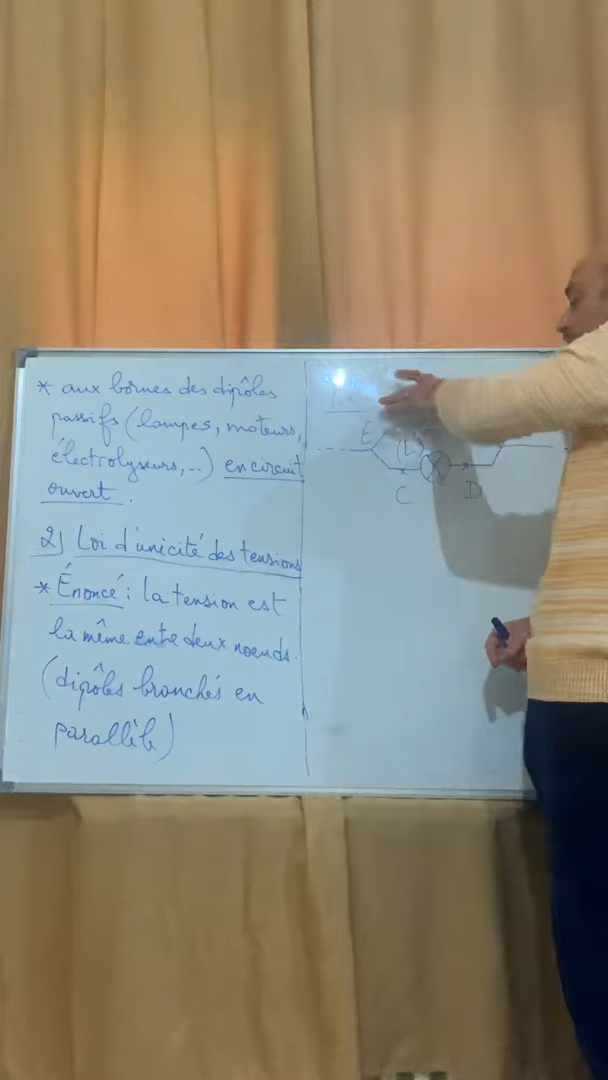 * aux bornes des dipôles
passifs (lampes, moteurs,
électrolyseurs,..) en circuit
ouvert.
2) Loi d'unicité des tensions
* Énoncé: la tension est
la même entre deux noeuds.
(dipôles branchés en
parallèle)
E
(L)
C
D